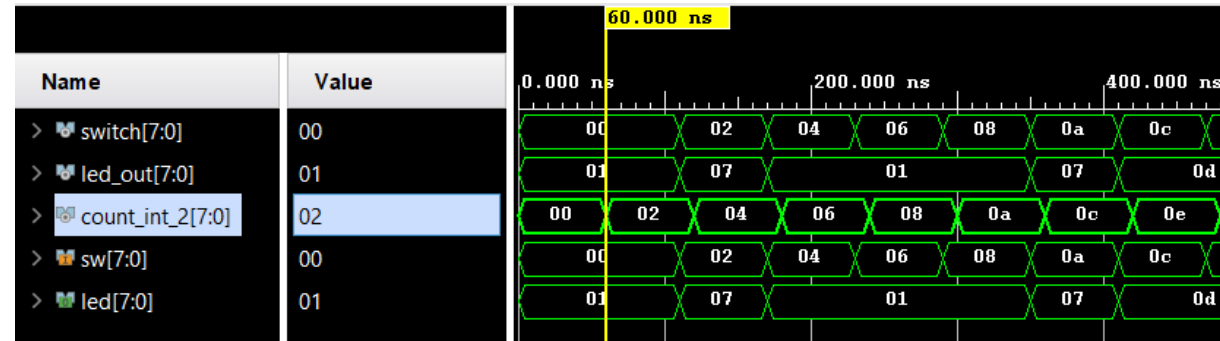 60.000 ns
Name Value 0.000 ns 200.000 ns 400.000 ns
switch[7:0] 00 00 02 04 06 08 0a 0c
led_out[7:0] 01 01 07 01 07 0d
count_int_2[7:0] 02 00 02 04 06 08 0a 0c 0e
sw[7:0] 00 00 02 04 06 08 0a 0c
led[7:0] 01 01 07 01 07 0d